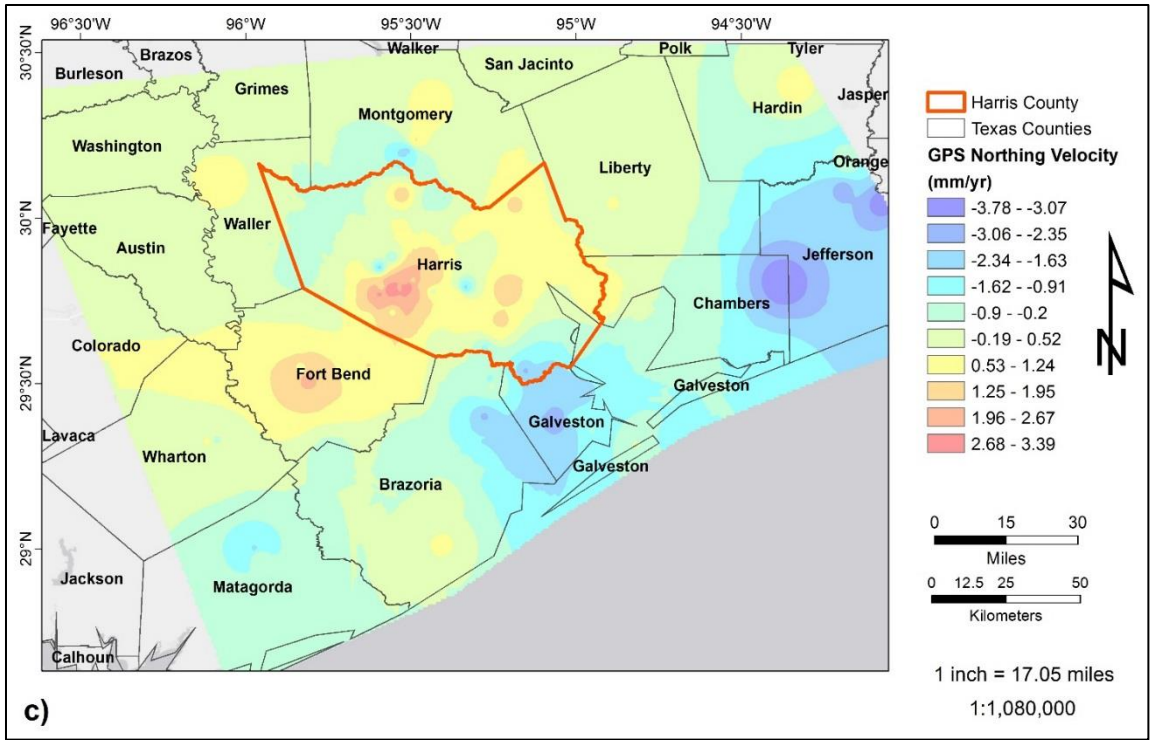 96°30'W 96°W 95°30'W 95°W 94°30'W
30°30'N
30°N
29°30'N
29°N
Burleson
Brazos
Walker
Polk
Tyler
San Jacinto
Grimes
Montgomery
Hardin
Jasper
Washington
Liberty
Orange
Waller
Fayette
Austin
Harris
Jefferson
Chambers
Colorado
Fort Bend
Galveston
Lavaca
Galveston
Wharton
Galveston
Brazoria
Jackson
Matagorda
Calhoun
c)
Harris County
Texas Counties
GPS Northing Velocity
(mm/yr)
-3.78 - -3.07
-3.06 - -2.35
-2.34 - -1.63
-1.62 - -0.91
-0.9 - -0.2
-0.19 - 0.52
0.53 - 1.24
1.25 - 1.95
1.96 - 2.67
2.68 - 3.39
N
0 15 30
Miles
0 12.5 25 50
Kilometers
1 inch = 17.05 miles
1:1,080,000